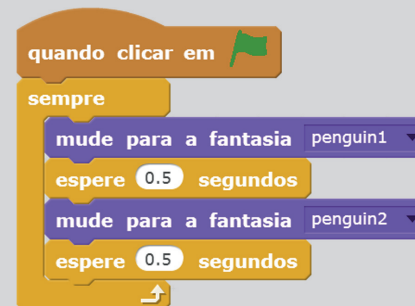 quando clicar em
sempre
mude para a fantasia penguin1
espere 0.5 segundos
mude para a fantasia penguin2
espere 0.5 segundos